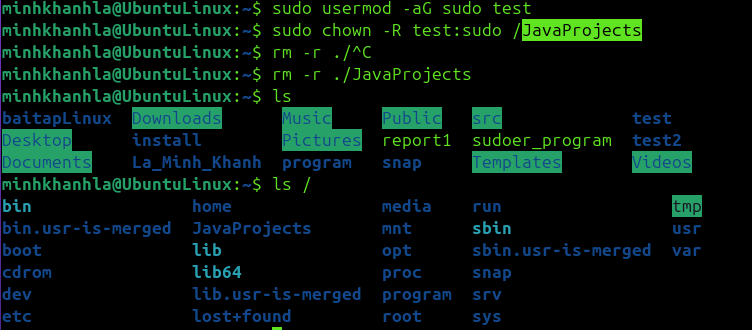 minhkhanhla@UbuntuLinux:~$ sudo usermod -aG sudo test
minhkhanhla@UbuntuLinux:~$ sudo chown -R test:sudo /JavaProjects
minhkhanhla@UbuntuLinux:~$ rm -r ./^C
minhkhanhla@UbuntuLinux:~$ rm -r ./JavaProjects
minhkhanhla@UbuntuLinux:~$ ls
baitapLinux  Downloads      Music     Public   src             test
Desktop      install        Pictures  report1  sudoer_program  test2
Documents    La_Minh_Khanh  program   snap     Templates       Videos
minhkhanhla@UbuntuLinux:~$ ls /
bin                home               media    run                 tmp
bin.usr-is-merged  JavaProjects       mnt      sbin                usr
boot               lib                opt      sbin.usr-is-merged  var
cdrom              lib64              proc     snap
dev                lib.usr-is-merged  program  srv
etc                lost+found         root     sys